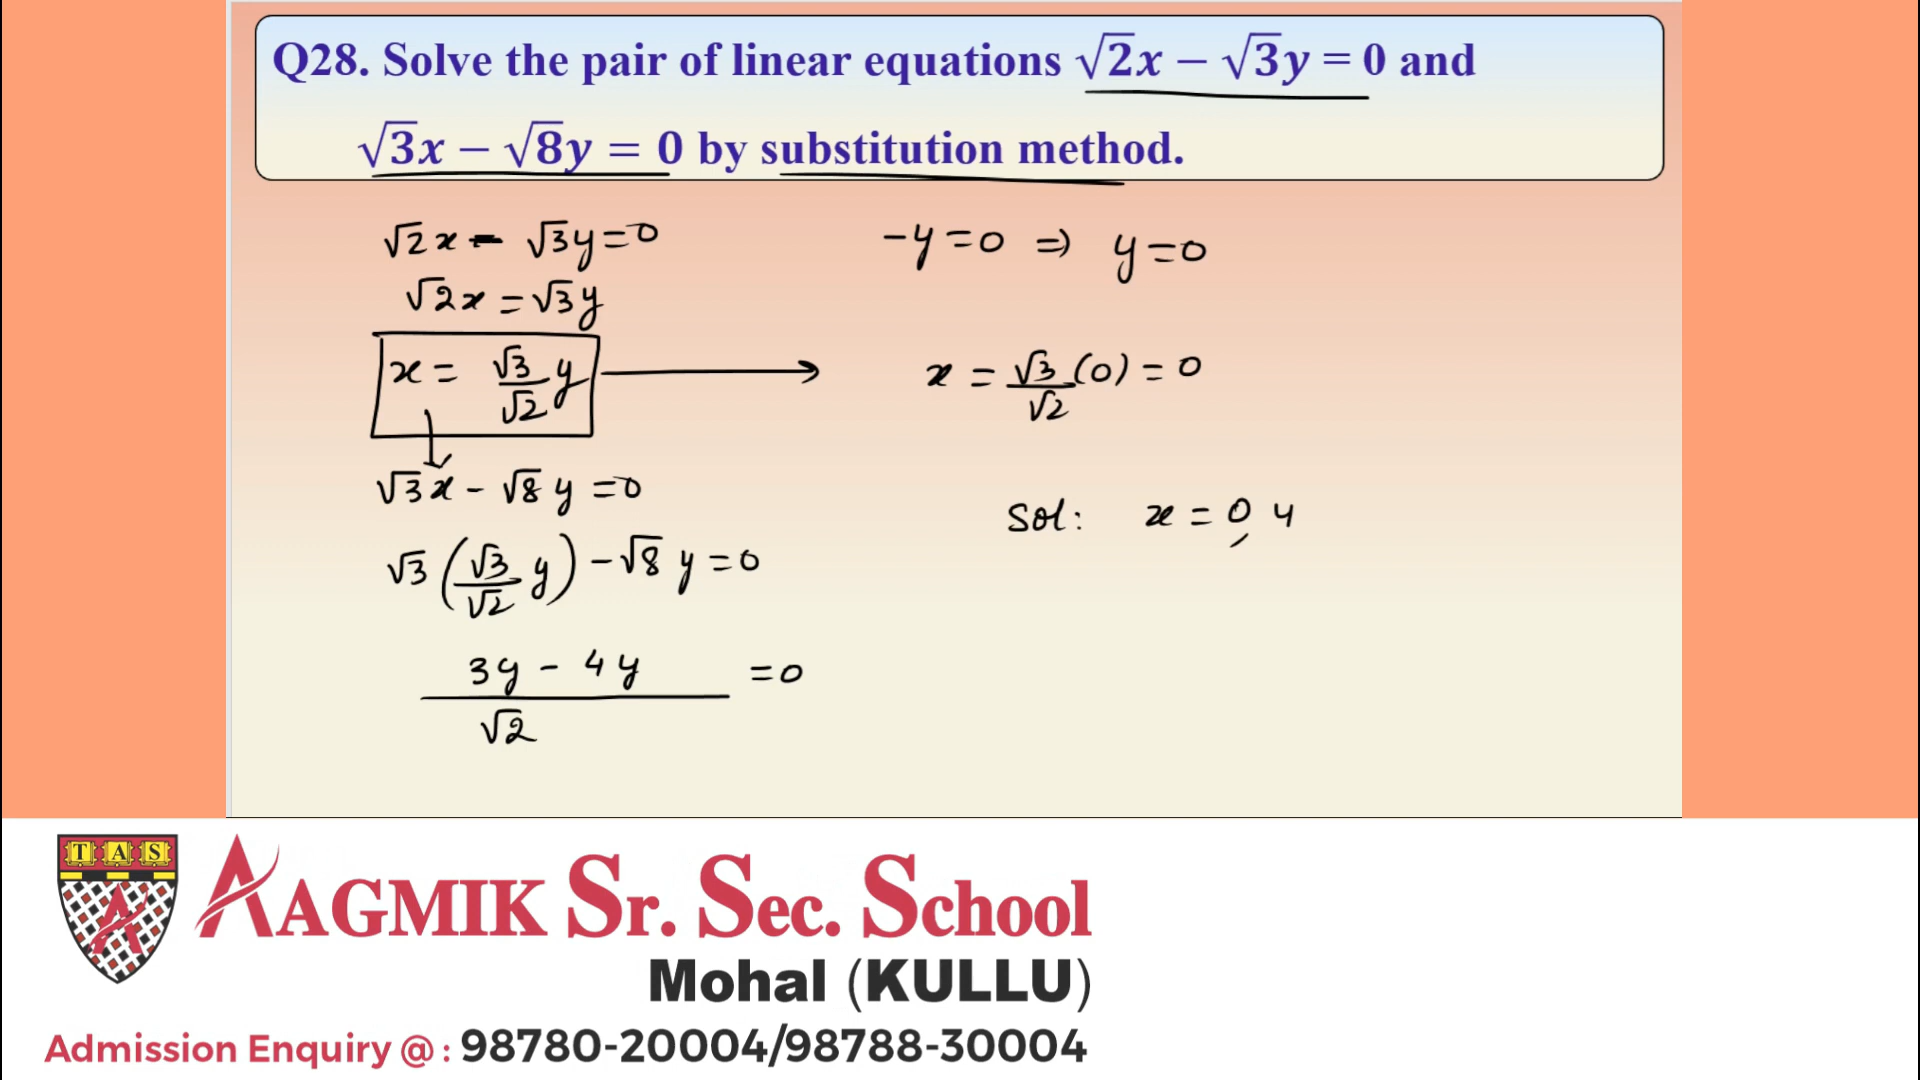 Q28. Solve the pair of linear equations √2x − √3y = 0 and
√3x − √8y = 0 by substitution method.
√2x - √3y=0
√2x = √3y
x = √3/√2 y
√3x - √8y =0
√3(√3/√2 y) - √8y =0
(3y - 4y)/√2 =0
-y=0 ⇒ y=0
x = √3/√2 (0) = 0
Sol: x = 0, y
TAS
AAGMIK Sr. Sec. School
Mohal (KULLU)
Admission Enquiry @ : 98780-20004/98788-30004